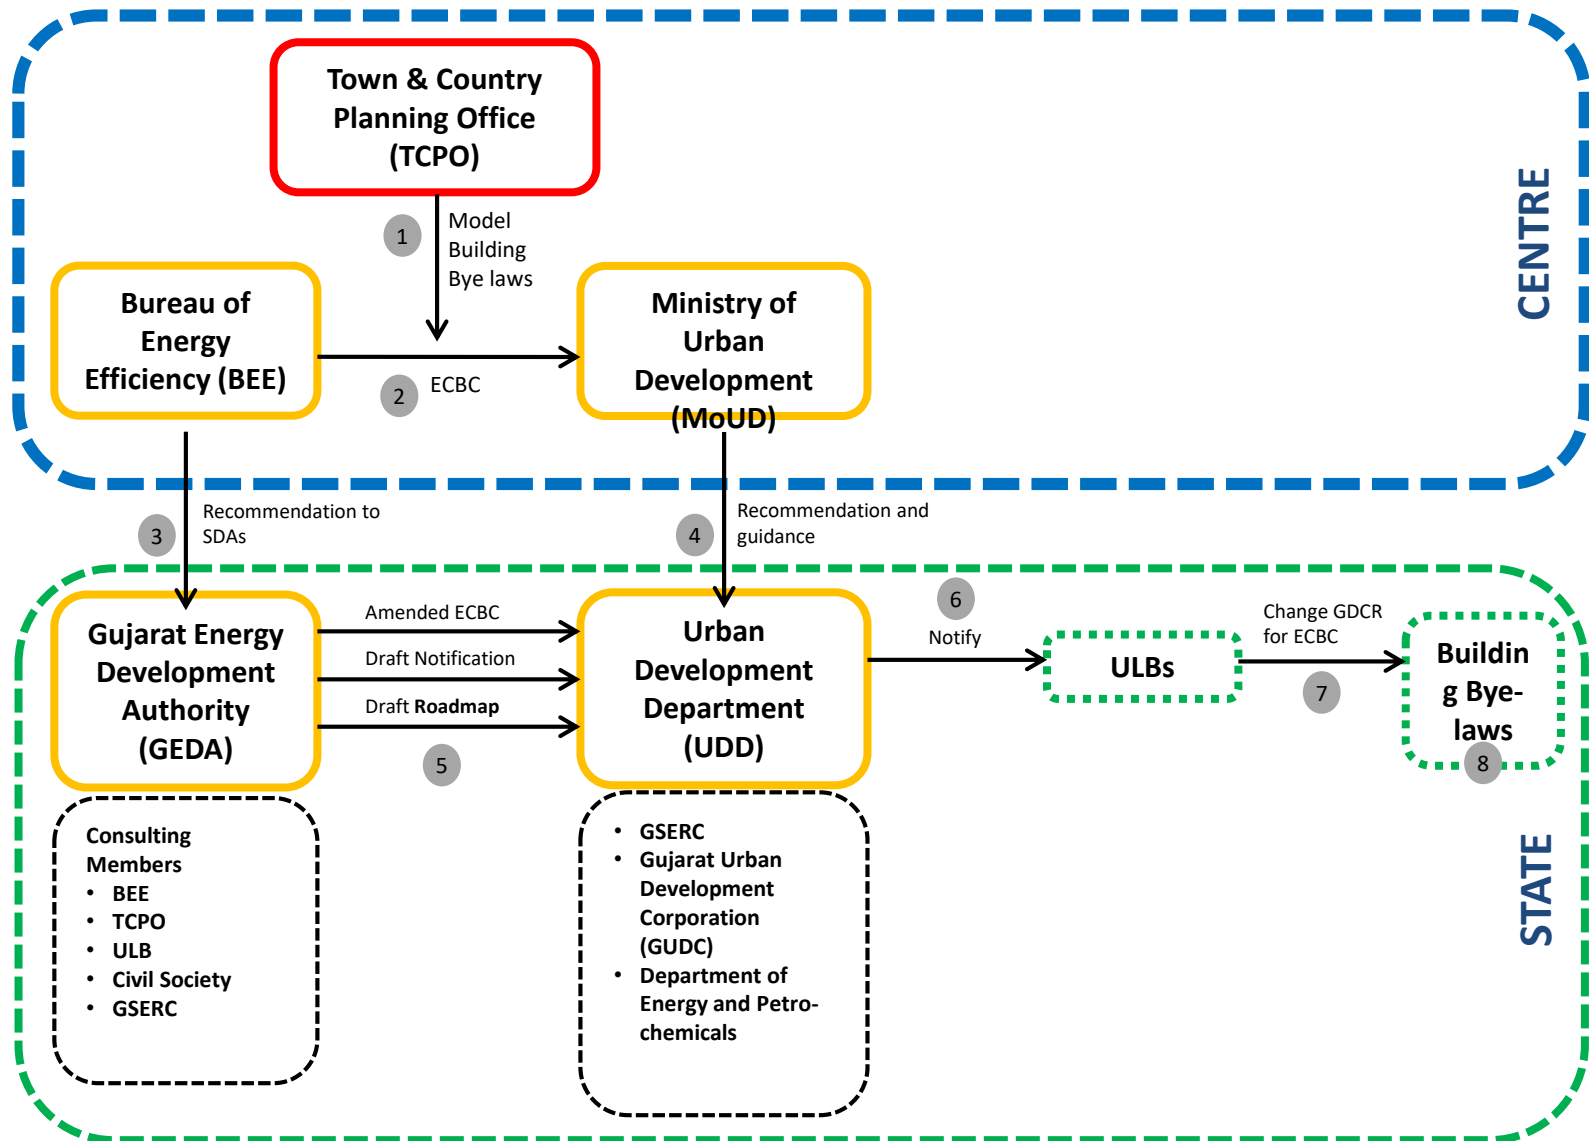 Town & Country
Planning Office
(TCPO)
CENTRE
1
Model
Building
Bye laws
Bureau of
Energy
Efficiency (BEE)
2
ECBC
Ministry of
Urban
Development
(MoUD)
3
Recommendation to
SDAs
4
Recommendation and
guidance
Gujarat Energy
Development
Authority
(GEDA)
Amended ECBC
Draft Notification
Draft Roadmap
5
Urban
Development
Department
(UDD)
6
Notify
ULBs
Change GDCR
for ECBC
7
Buildin
g Bye-
laws
8
Consulting
Members
• BEE
• TCPO
• ULB
• Civil Society
• GSERC
• GSERC
• Gujarat Urban
Development
Corporation
(GUDC)
• Department of
Energy and Petro-
chemicals
STATE